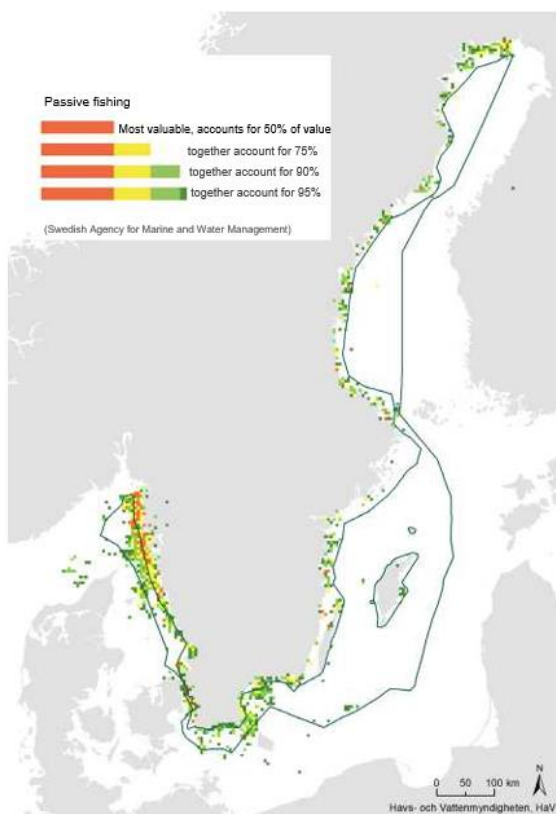 Passive fishing
Most valuable, accounts for 50% of value
together account for 75%
together account for 90%
together account for 95%
(Swedish Agency for Marine and Water Management)
N
0 50 100 km
Havs- och Vattenmyndigheten, HaV